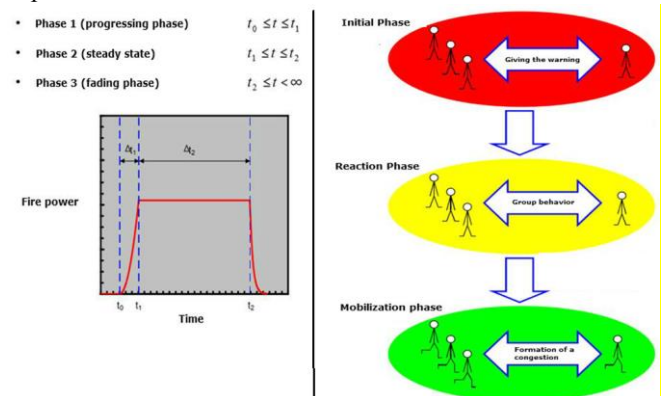 • Phase 1 (progressing phase) t₀ ≤ t ≤ t₁
• Phase 2 (steady state) t₁ ≤ t ≤ t₂
• Phase 3 (fading phase) t₂ ≤ t < ∞
Δt₁
Δt₂
Fire power
t₀
t₁
t₂
Time
Initial Phase
Giving the warning
Reaction Phase
Group behavior
Mobilization phase
Formation of a
congestion